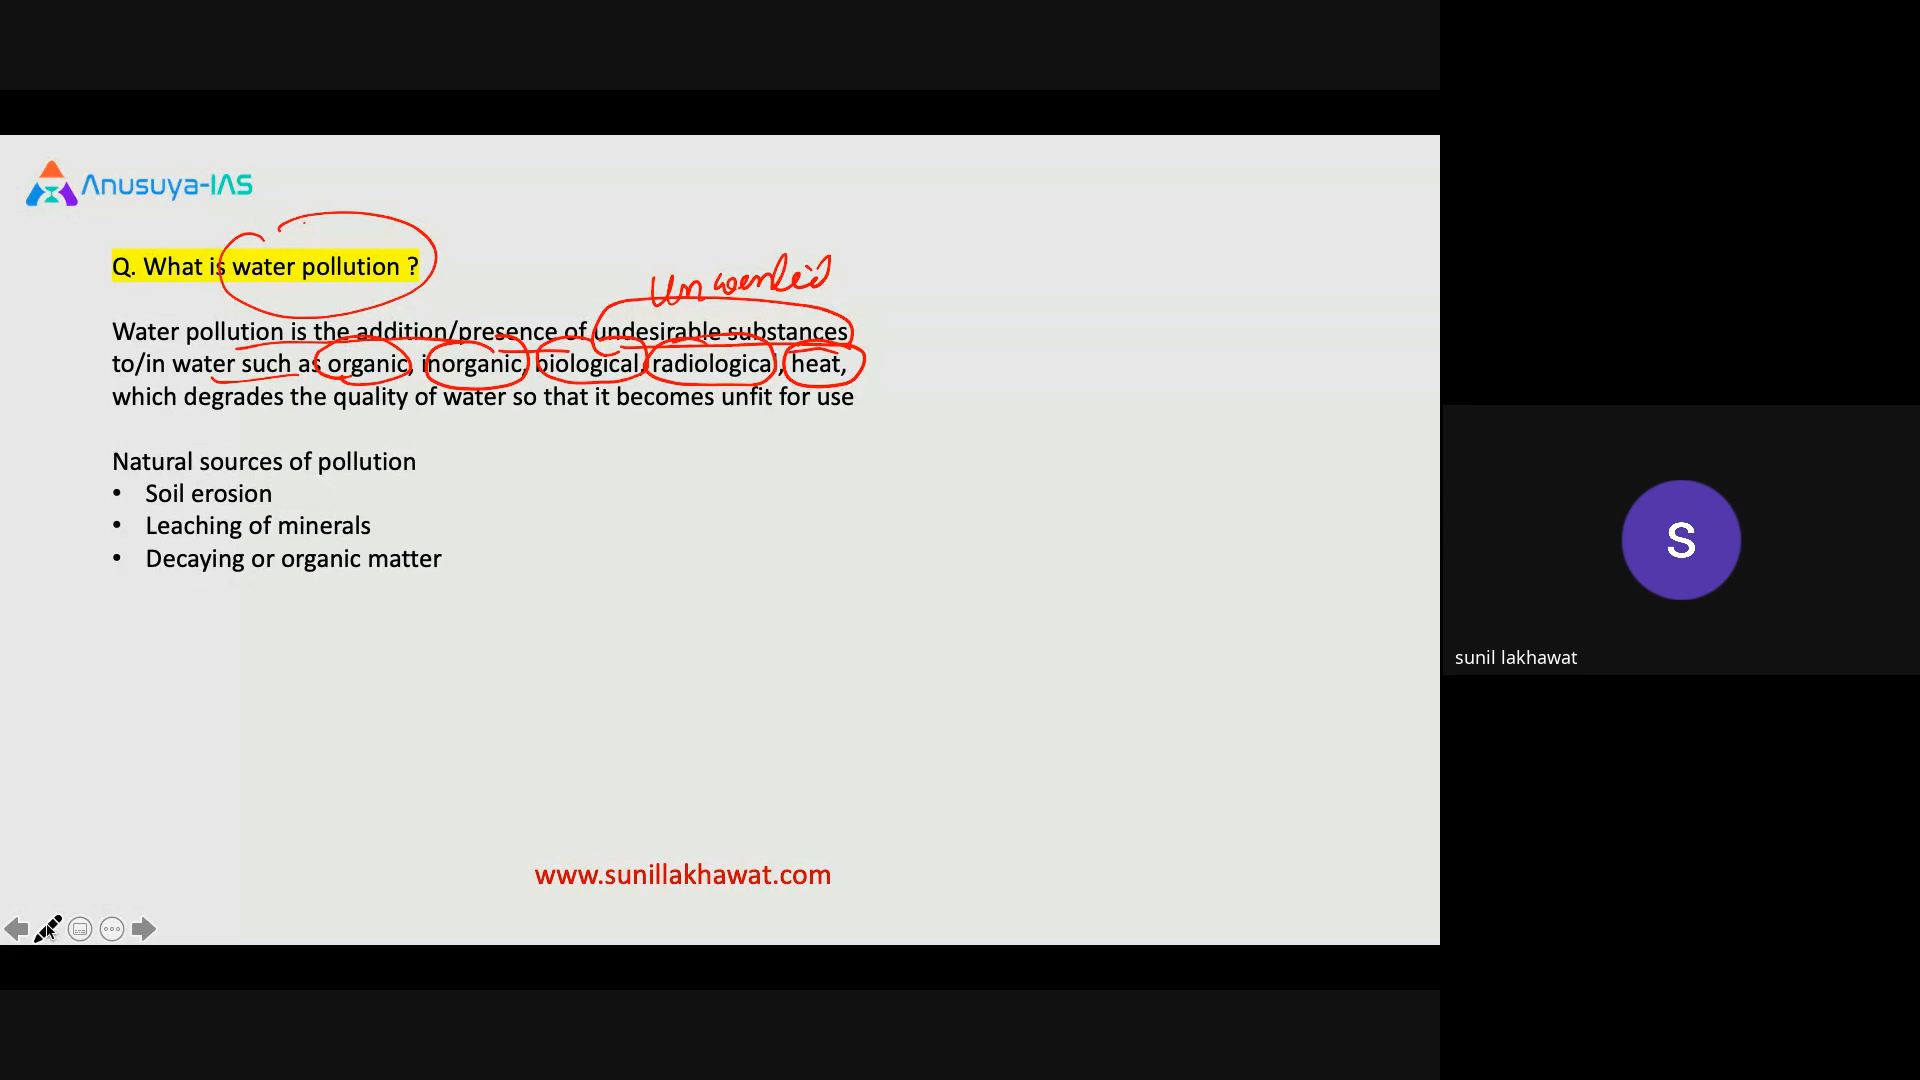 Anusuya-IAS
Q. What is water pollution ?
Un wanted
Water pollution is the addition/presence of undesirable substances
to/in water such as organic, inorganic, biological, radiological, heat,
which degrades the quality of water so that it becomes unfit for use
Natural sources of pollution
• Soil erosion
• Leaching of minerals
• Decaying or organic matter
www.sunillakhawat.com
S
sunil lakhawat